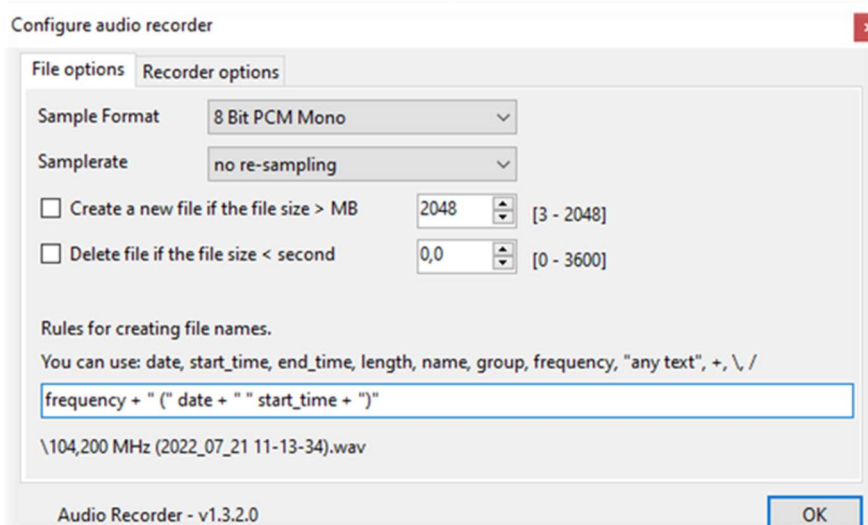 Configure audio recorder
File options Recorder options
Sample Format 8 Bit PCM Mono
Samplerate no re-sampling
Create a new file if the file size > MB 2048 [3 - 2048]
Delete file if the file size < second 0,0 [0 - 3600]
Rules for creating file names.
You can use: date, start_time, end_time, length, name, group, frequency, "any text", +, \, /
frequency + " (" date + " " start_time + ")"
\104,200 MHz (2022_07_21 11-13-34).wav
Audio Recorder - v1.3.2.0 OK